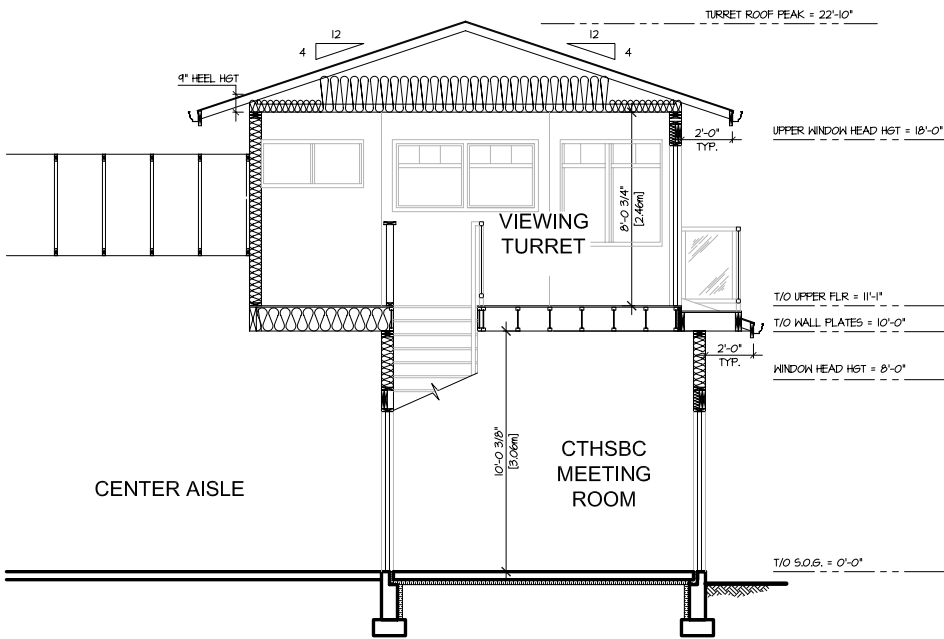 TURRET ROOF PEAK = 22'-10"
12
4
12
4
9" HEEL HGT
UPPER WINDOW HEAD HGT = 18'-0"
2'-0"
TYP.
8'-0 3/4"
[2.46m]
VIEWING
TURRET
T/O UPPER FLR = 11'-1"
T/O WALL PLATES = 10'-0"
2'-0"
TYP.
WINDOW HEAD HGT = 8'-0"
10'-0 3/8"
[3.06m]
CTHSBC
MEETING
ROOM
CENTER AISLE
T/O S.O.G. = 0'-0"